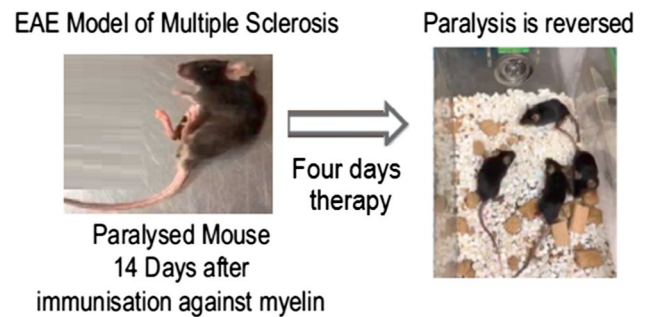 EAE Model of Multiple Sclerosis
Paralysis is reversed
Four days
therapy
Paralysed Mouse
14 Days after
immunisation against myelin